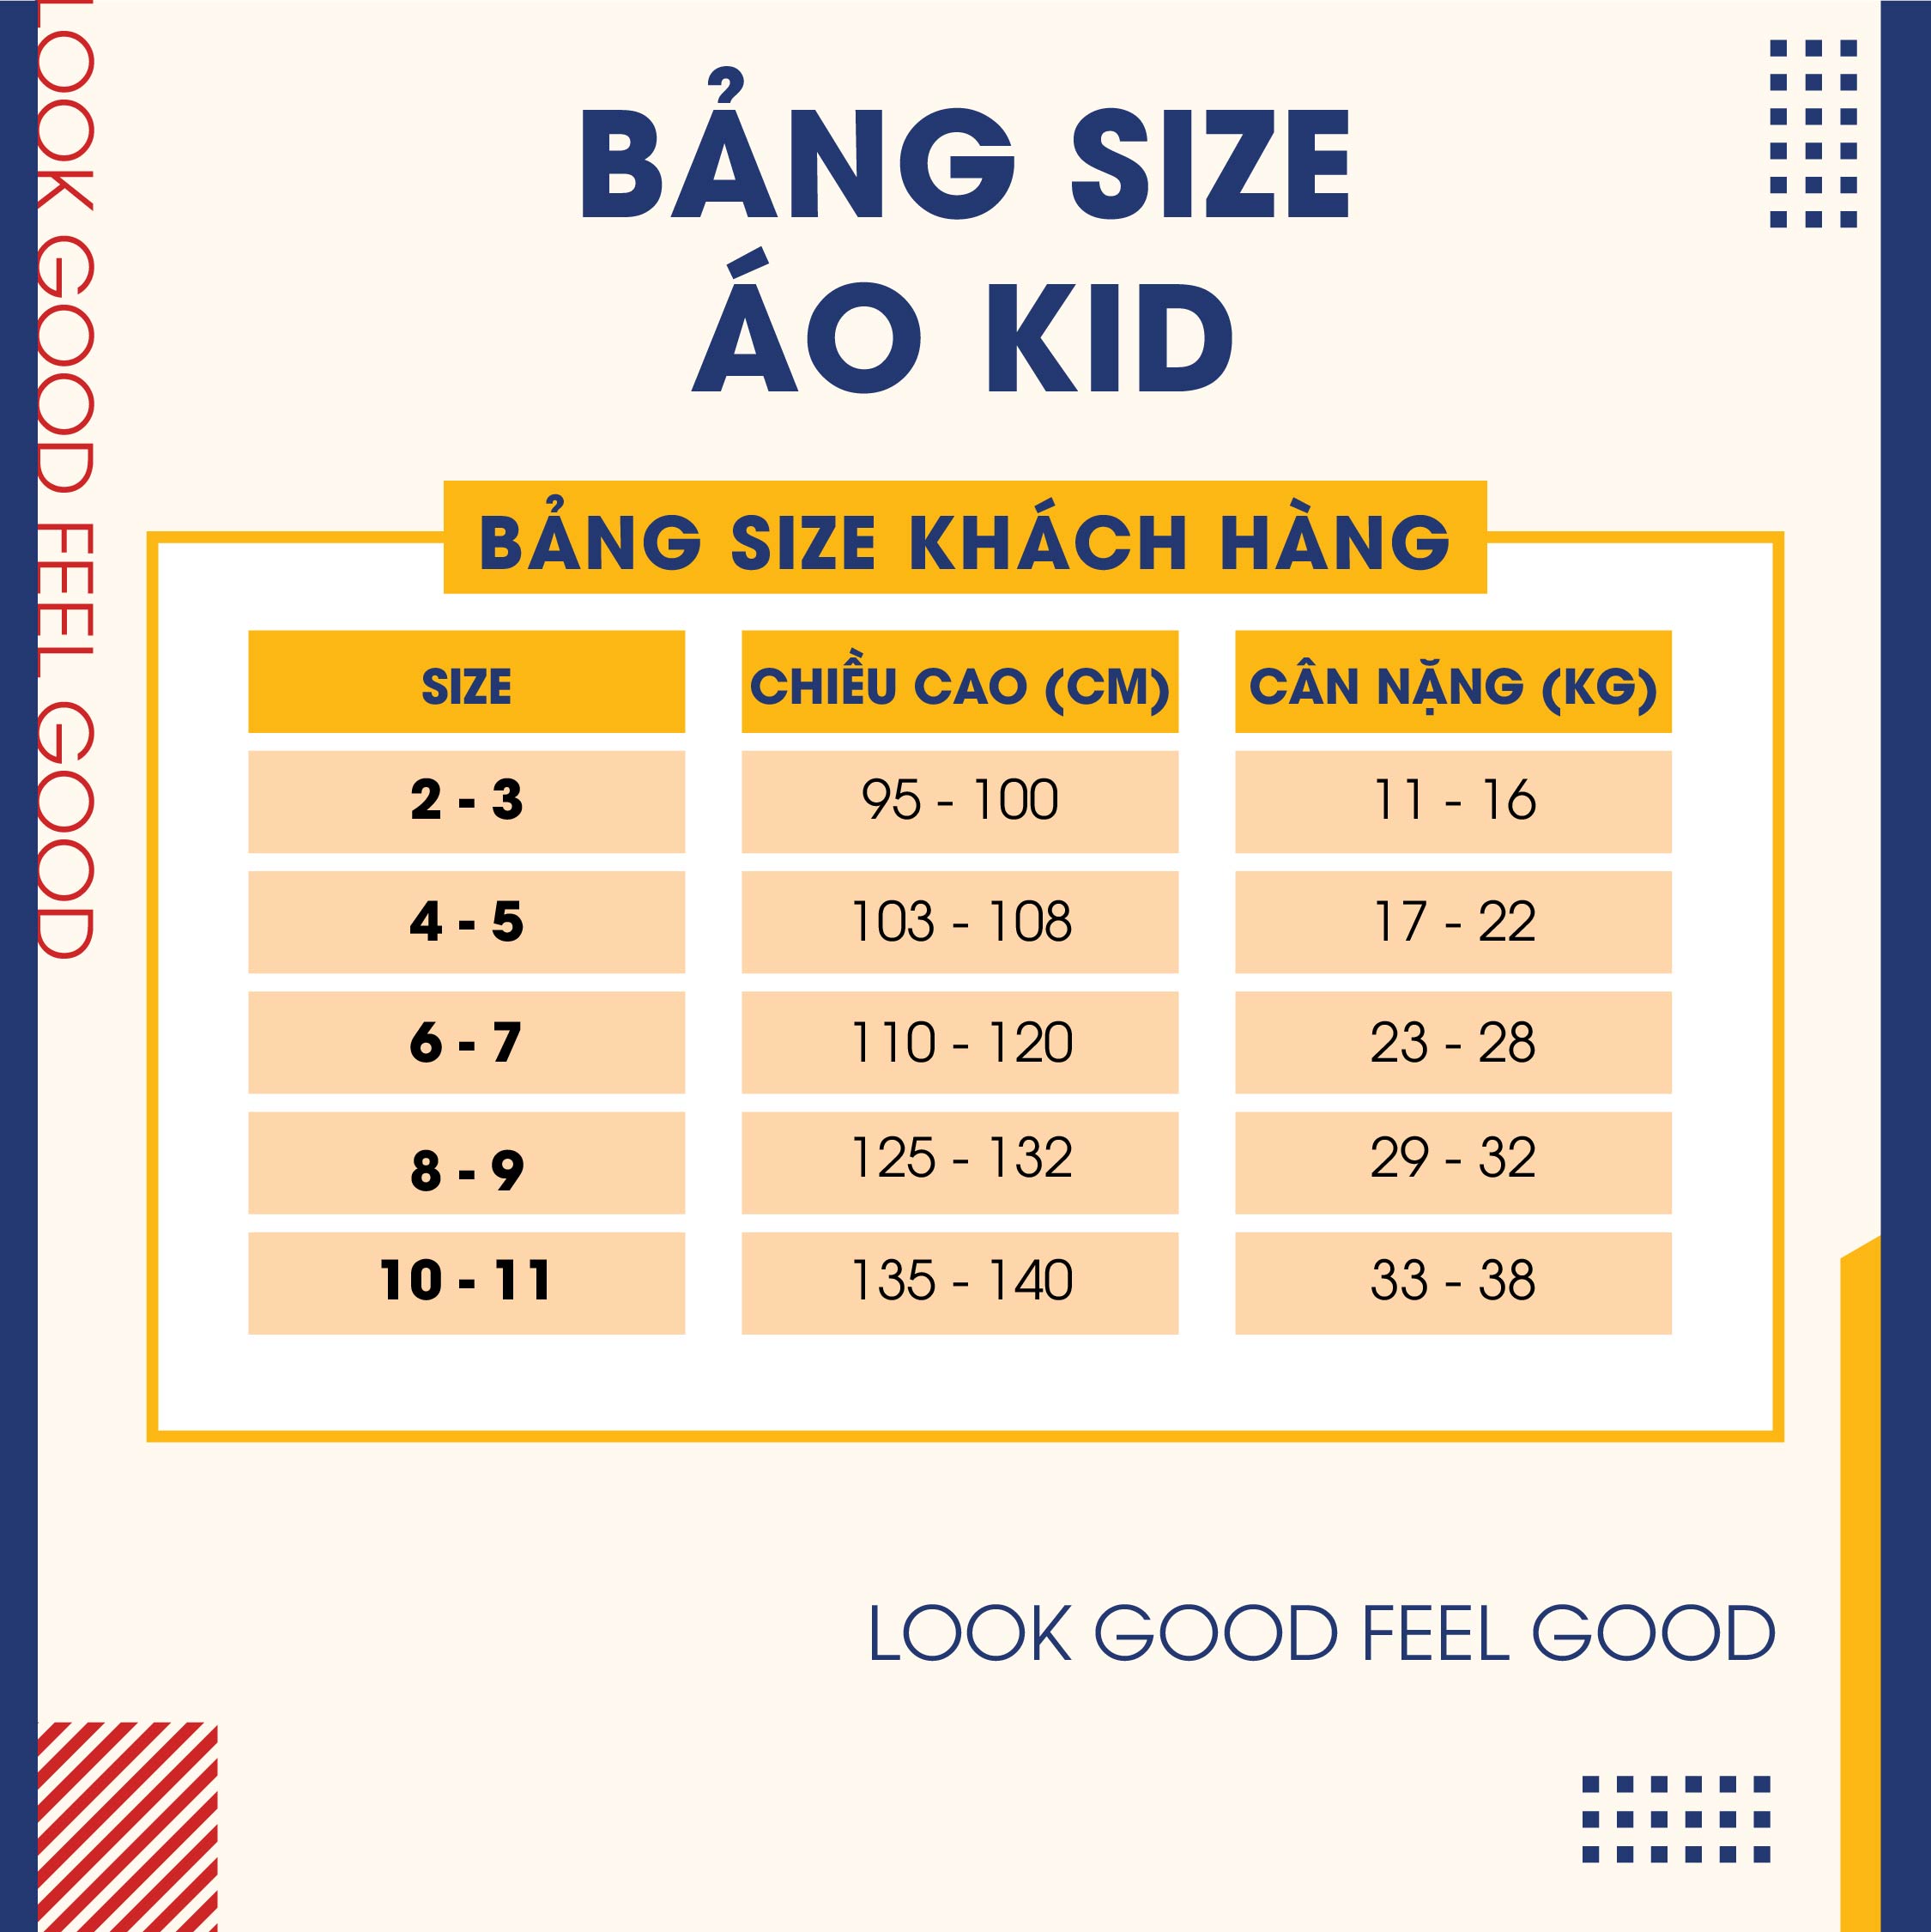 LOOK GOOD FEEL GOOD
BẢNG SIZE
ÁO KID
BẢNG SIZE KHÁCH HÀNG
SIZE CHIỀU CAO (CM) CÂN NẶNG (KG)
2 - 3 95 - 100 11 - 16
4 - 5 103 - 108 17 - 22
6 - 7 110 - 120 23 - 28
8 - 9 125 - 132 29 - 32
10 - 11 135 - 140 33 - 38
LOOK GOOD FEEL GOOD